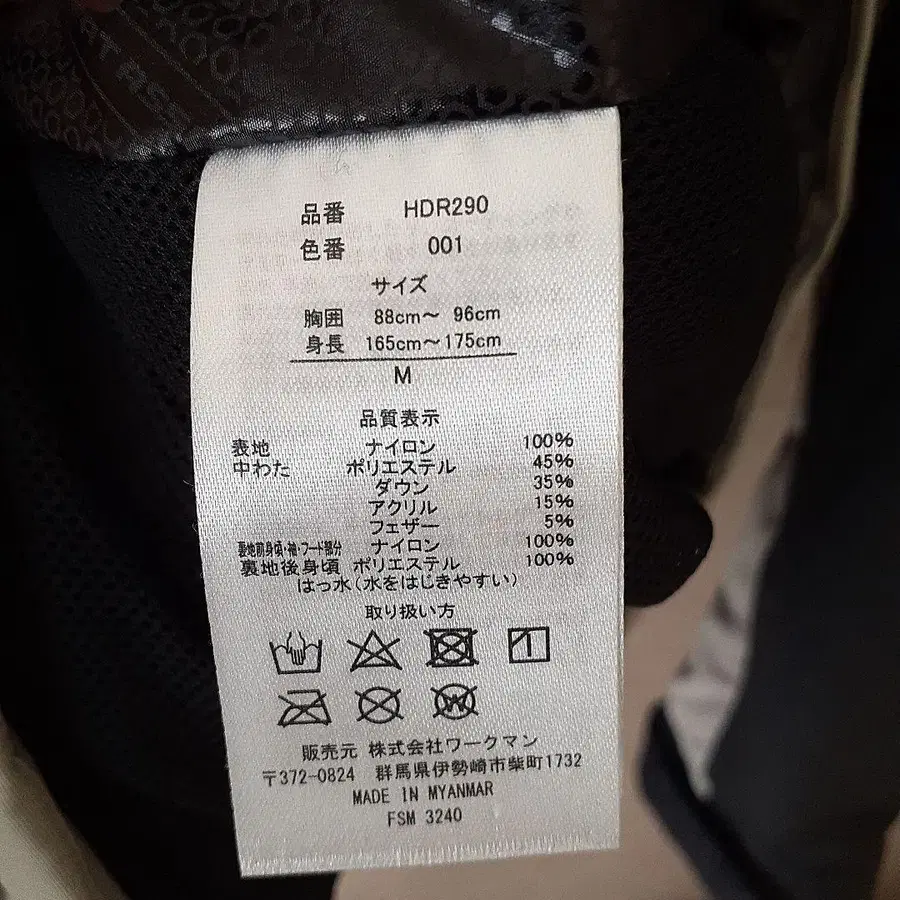 品番 HDR290
色番 001
サイズ
胸囲 88cm～ 96cm
身長 165cm～175cm
M
品質表示
表地 ナイロン 100%
中わた ポリエステル 45%
ダウン 35%
アクリル 15%
フェザー 5%
裏地前身頃・袖・フード部分 ナイロン 100%
裏地後身頃 ポリエステル 100%
はっ水(水をはじきやすい)
取り扱い方
W
販売元 株式会社ワークマン
〒372-0824 群馬県伊勢崎市柴町1732
MADE IN MYANMAR
FSM 3240